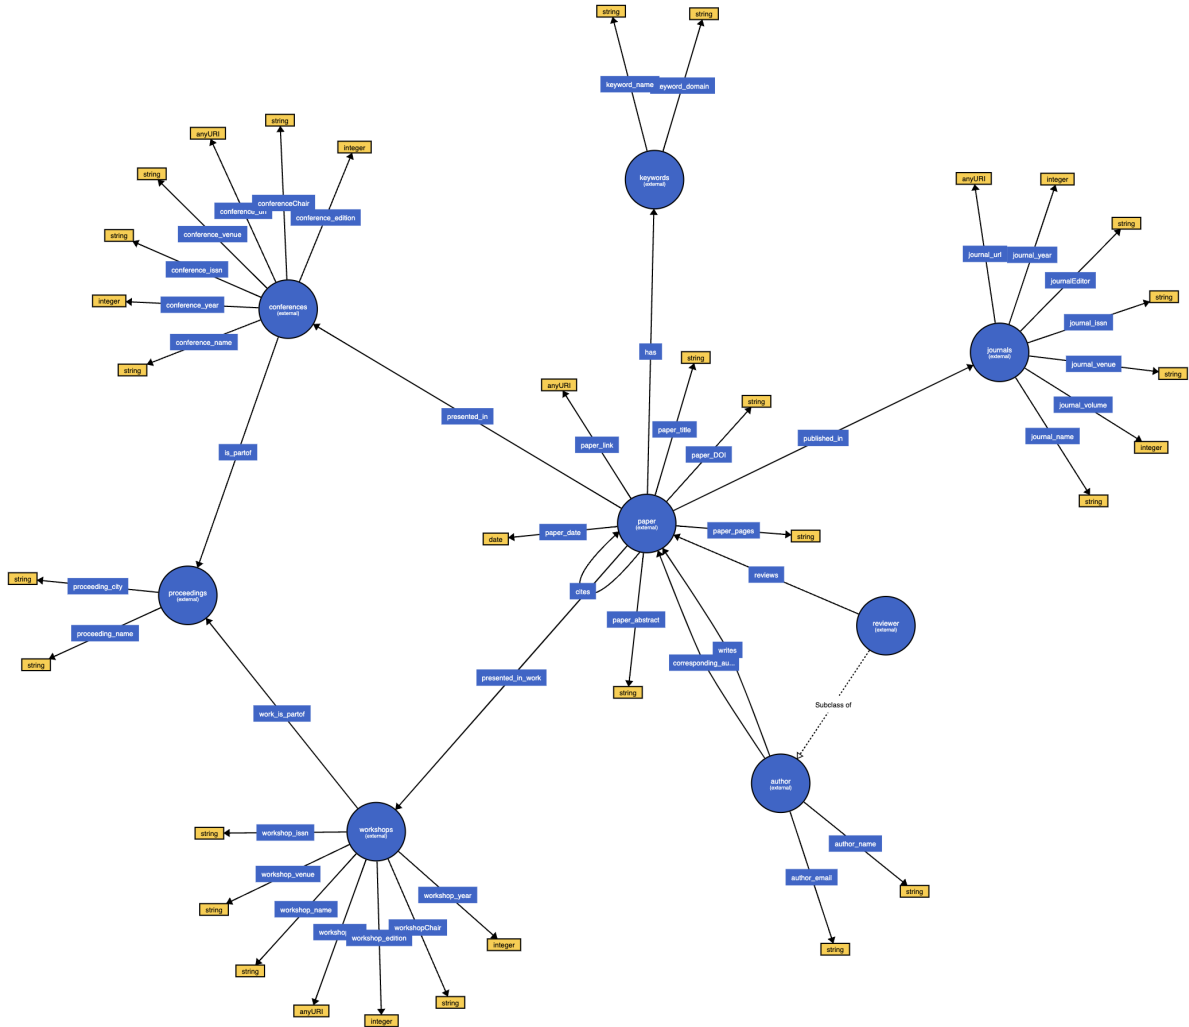 string
string
keyword_name
eyword_domain
keywords
(external)
anyURI
string
integer
string
string
integer
string
conferenceChair
conference_edition
conference_venue
conference_issn
conference_year
conference_name
conferences
(external)
anyURI
integer
string
string
string
integer
string
journal_url
journal_year
journalEditor
journal_issn
journal_venue
journal_volume
journal_name
journals
(external)
has
presented_in
published_in
is_partof
anyURI
string
string
paper_link
paper_title
paper_DOI
paper
(external)
date
paper_date
paper_pages
string
cites
paper_abstract
string
reviews
reviewer
(external)
writes
corresponding_au...
Subclass of
author
(external)
author_name
author_email
string
string
string
proceeding_city
proceedings
(external)
proceeding_name
string
presented_in_work
work_is_partof
workshops
(external)
string
workshop_issn
workshop_venue
string
workshop_name
workshop_edition
workshopChair
workshop_year
integer
string
anyURI
integer
string